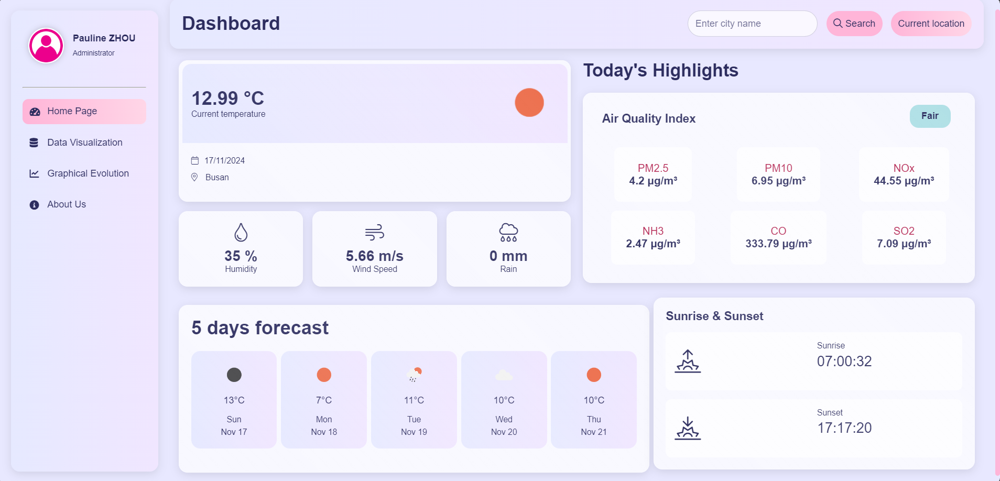 Pauline ZHOU
Administrator
Home Page
Data Visualization
Graphical Evolution
About Us
Dashboard
Enter city name
Search
Current location
12.99 °C
Current temperature
17/11/2024
Busan
35 %
Humidity
5.66 m/s
Wind Speed
0 mm
Rain
Today's Highlights
Air Quality Index
Fair
PM2.5
4.2 µg/m³
PM10
6.95 µg/m³
NOx
44.55 µg/m³
NH3
2.47 µg/m³
CO
333.79 µg/m³
SO2
7.09 µg/m³
5 days forecast
13°C
Sun
Nov 17
7°C
Mon
Nov 18
11°C
Tue
Nov 19
10°C
Wed
Nov 20
10°C
Thu
Nov 21
Sunrise & Sunset
Sunrise
07:00:32
Sunset
17:17:20